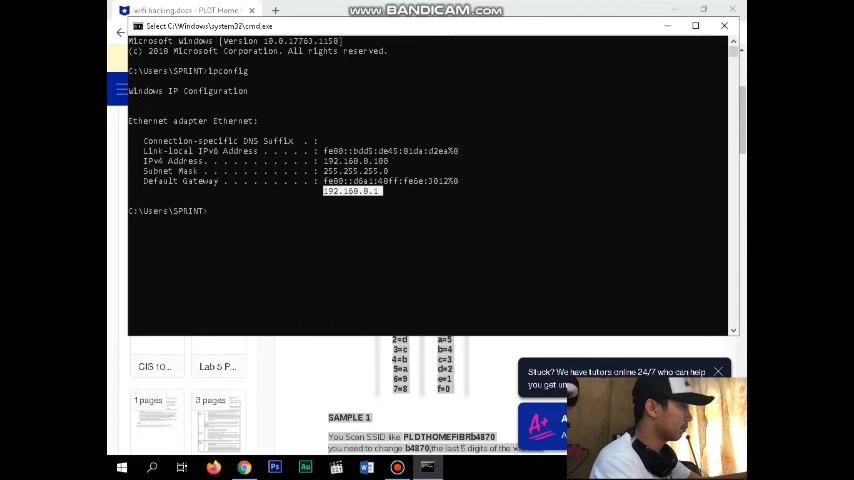 wifi hacking.docx - PLDT Home
www.BANDICAM.com
Select C:\Windows\system32\cmd.exe
Microsoft Windows [Version 10.0.17763.1158]
(c) 2018 Microsoft Corporation. All rights reserved.
C:\Users\SPRINT>ipconfig
Windows IP Configuration
Ethernet adapter Ethernet:
Connection-specific DNS Suffix . :
Link-local IPv6 Address . . . . . : fe80::bdd5:de45:81da:d2ea%8
IPv4 Address. . . . . . . . . . . : 192.168.0.100
Subnet Mask . . . . . . . . . . . : 255.255.255.0
Default Gateway . . . . . . . . . : fe80::d6a1:48ff:fe6e:3012%8
192.168.0.1
C:\Users\SPRINT>
2=d a=5
3=c b=4
4=b c=3
5=a d=2
6=9 e=1
7=8 f=0
CIS 10... Lab 5 P...
1 pages 3 pages
Stuck? We have tutors online 24/7 who can help
you get un
A+
SAMPLE 1
You Scan SSID like PLDTHOMEFIBRb4870
you need to change b4870,the last 5 digits of the